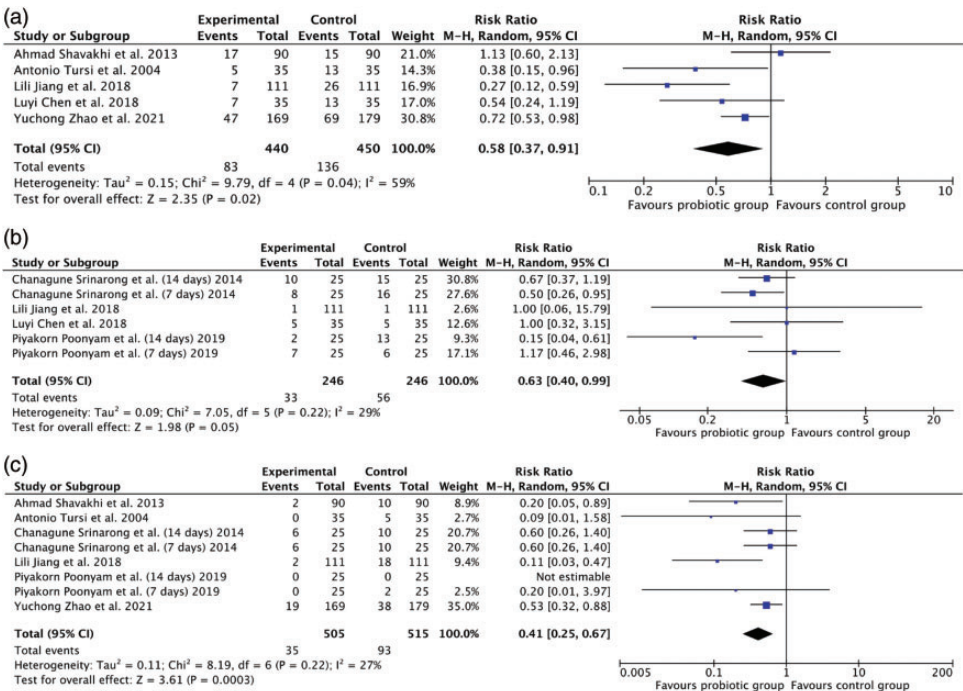 (a)
Experimental Control Risk Ratio Risk Ratio
Study or Subgroup Events Total Events Total Weight M-H, Random, 95% CI M-H, Random, 95% CI
Ahmad Shavakhi et al. 2013 17 90 15 90 21.0% 1.13 [0.60, 2.13]
Antonio Tursi et al. 2004 5 35 13 35 14.3% 0.38 [0.15, 0.96]
Lili Jiang et al. 2018 7 111 26 111 16.9% 0.27 [0.12, 0.59]
Luyi Chen et al. 2018 7 35 13 35 17.0% 0.54 [0.24, 1.19]
Yuchong Zhao et al. 2021 47 169 69 179 30.8% 0.72 [0.53, 0.98]
Total (95% CI) 440 450 100.0% 0.58 [0.37, 0.91]
Total events 83 136
Heterogeneity: Tau² = 0.15; Chi² = 9.79, df = 4 (P = 0.04); I² = 59%
Test for overall effect: Z = 2.35 (P = 0.02)
0.1 0.2 0.5 1 2 5 10
Favours probiotic group Favours control group
(b)
Experimental Control Risk Ratio Risk Ratio
Study or Subgroup Events Total Events Total Weight M-H, Random, 95% CI M-H, Random, 95% CI
Chanagune Srinarong et al. (14 days) 2014 10 25 15 25 30.8% 0.67 [0.37, 1.19]
Chanagune Srinarong et al. (7 days) 2014 8 25 16 25 27.6% 0.50 [0.26, 0.95]
Lili Jiang et al. 2018 1 111 1 111 2.6% 1.00 [0.06, 15.79]
Luyi Chen et al. 2018 5 35 5 35 12.6% 1.00 [0.32, 3.15]
Piyakorn Poonyam et al. (14 days) 2019 2 25 13 25 9.3% 0.15 [0.04, 0.61]
Piyakorn Poonyam et al. (7 days) 2019 7 25 6 25 17.1% 1.17 [0.46, 2.98]
Total (95% CI) 246 246 100.0% 0.63 [0.40, 0.99]
Total events 33 56
Heterogeneity: Tau² = 0.09; Chi² = 7.05, df = 5 (P = 0.22); I² = 29%
Test for overall effect: Z = 1.98 (P = 0.05)
0.05 0.2 1 5 20
Favours probiotic group Favours control group
(c)
Experimental Control Risk Ratio Risk Ratio
Study or Subgroup Events Total Events Total Weight M-H, Random, 95% CI M-H, Random, 95% CI
Ahmad Shavakhi et al. 2013 2 90 10 90 8.9% 0.20 [0.05, 0.89]
Antonio Tursi et al. 2004 0 35 5 35 2.7% 0.09 [0.01, 1.58]
Chanagune Srinarong et al. (14 days) 2014 6 25 10 25 20.7% 0.60 [0.26, 1.40]
Chanagune Srinarong et al. (7 days) 2014 6 25 10 25 20.7% 0.60 [0.26, 1.40]
Lili Jiang et al. 2018 2 111 18 111 9.4% 0.11 [0.03, 0.47]
Piyakorn Poonyam et al. (14 days) 2019 0 25 0 25 Not estimable
Piyakorn Poonyam et al. (7 days) 2019 0 25 2 25 2.5% 0.20 [0.01, 3.97]
Yuchong Zhao et al. 2021 19 169 38 179 35.0% 0.53 [0.32, 0.88]
Total (95% CI) 505 515 100.0% 0.41 [0.25, 0.67]
Total events 35 93
Heterogeneity: Tau² = 0.11; Chi² = 8.19, df = 6 (P = 0.22); I² = 27%
Test for overall effect: Z = 3.61 (P = 0.0003)
0.005 0.1 1 10 200
Favours probiotic group Favours control group